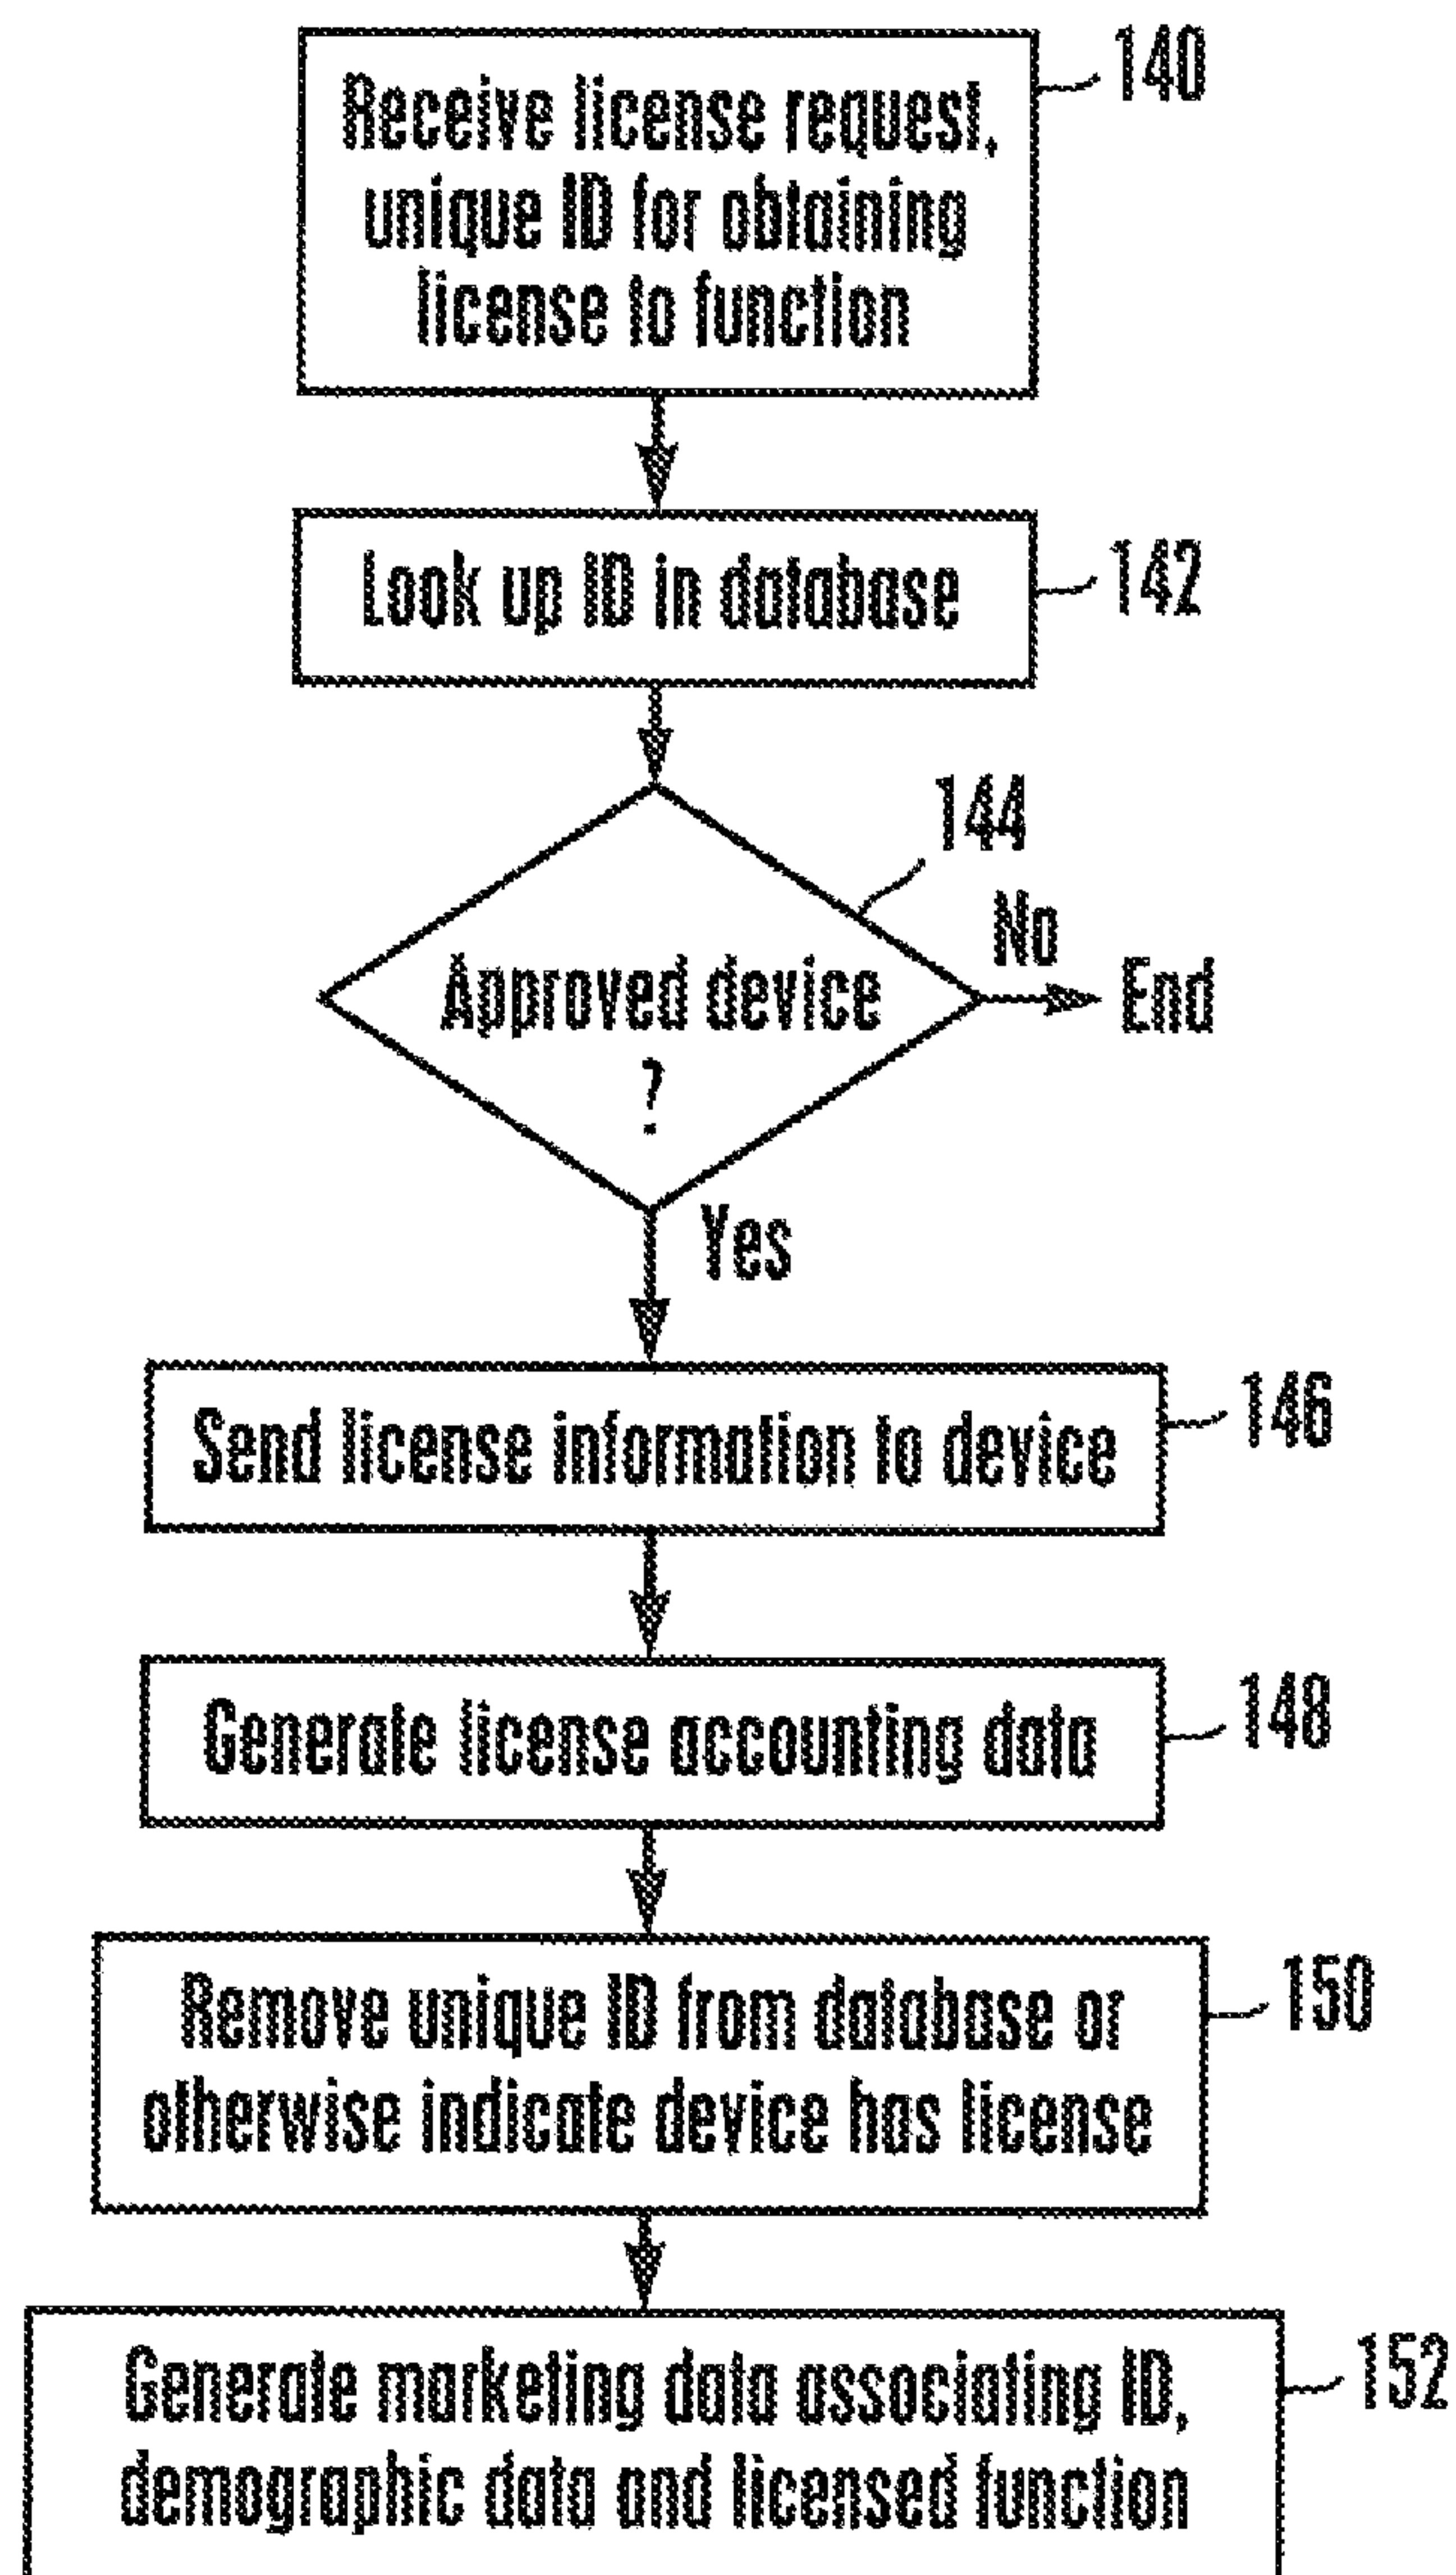 140
Receive license request,
unique ID for obtaining
license to function
Look up ID in database
142
144
No
Approved device
?
End
Yes
Send license information to device
146
Generate license accounting data
148
Remove unique ID from database or
otherwise indicate device has license
150
Generate marketing data associating ID,
demographic data and licensed function
152